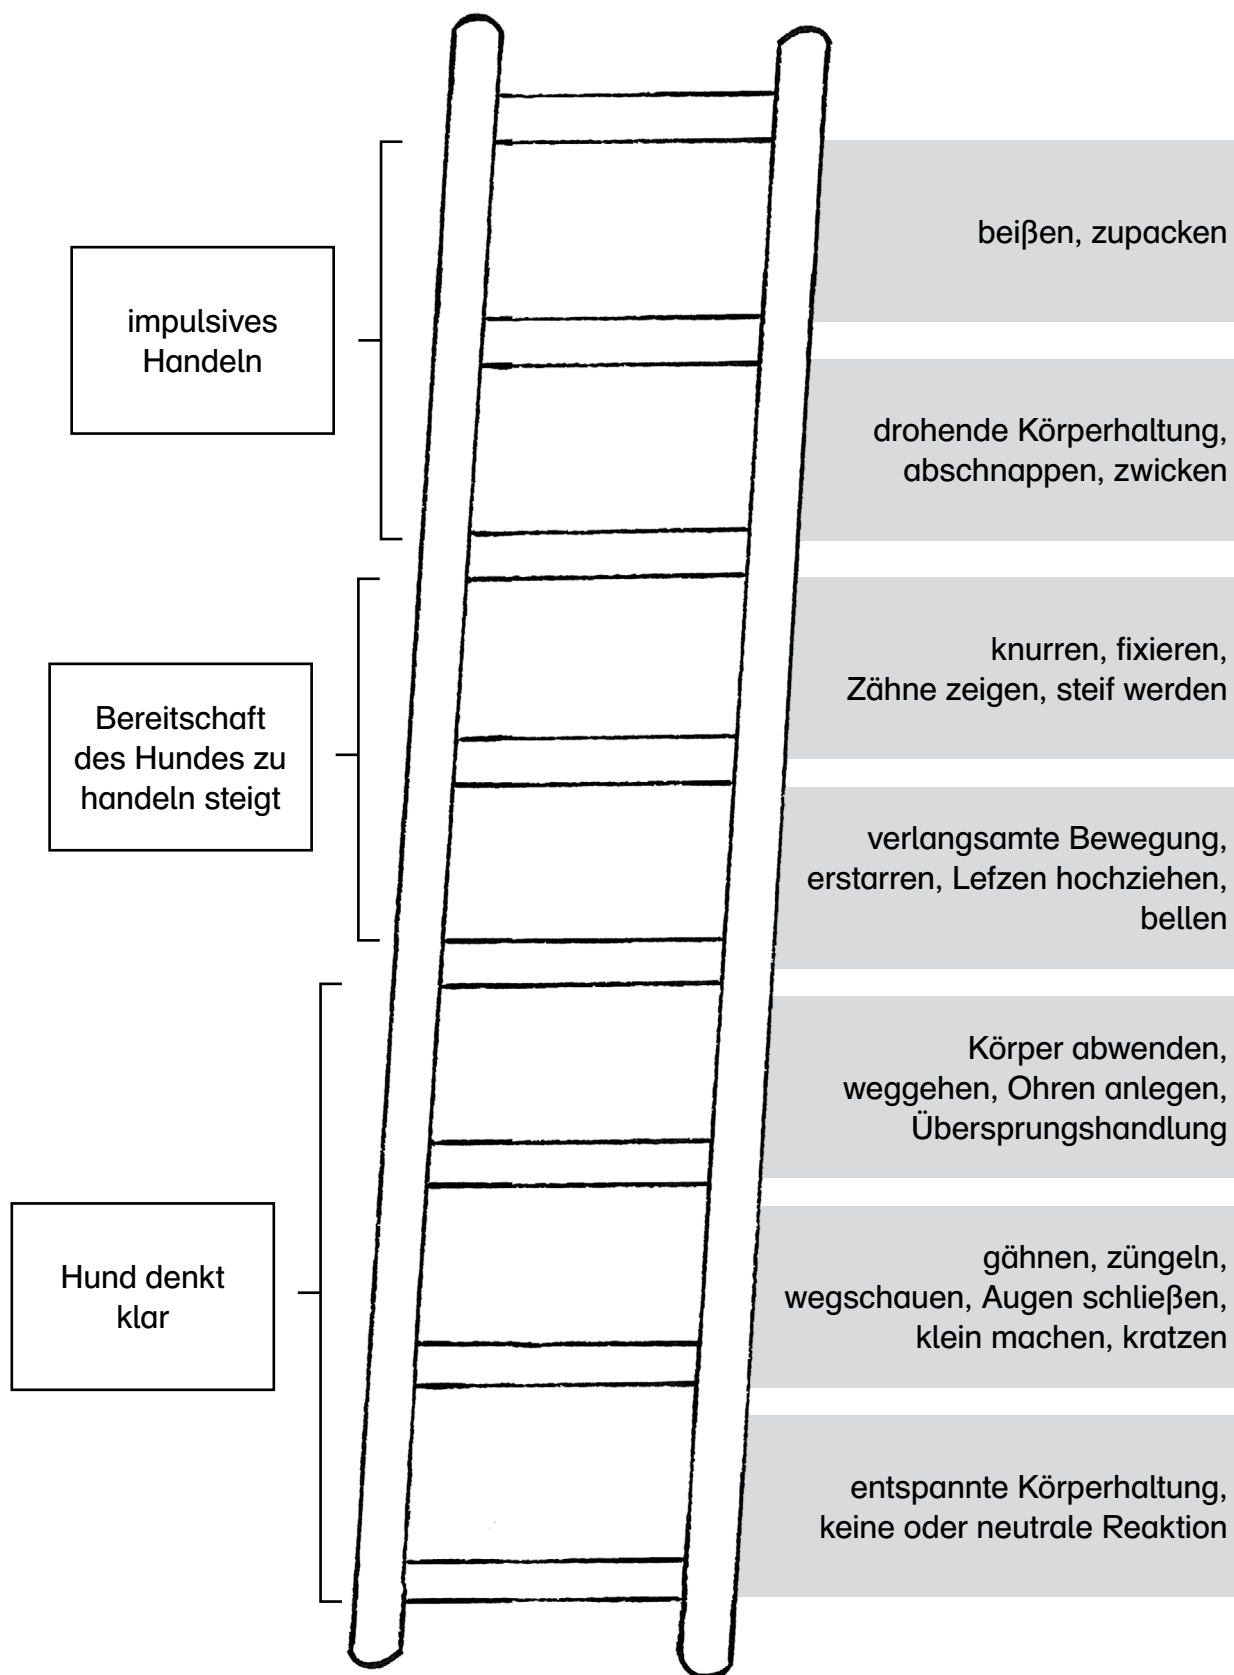 beißen, zupacken
impulsives
Handeln
drohende Körperhaltung,
abschnappen, zwicken
knurren, fixieren,
Zähne zeigen, steif werden
Bereitschaft
des Hundes zu
handeln steigt
verlangsamte Bewegung,
erstarren, Lefzen hochziehen,
bellen
Körper abwenden,
weggehen, Ohren anlegen,
Übersprungshandlung
gähnen, züngeln,
wegschauen, Augen schließen,
klein machen, kratzen
Hund denkt
klar
entspannte Körperhaltung,
keine oder neutrale Reaktion